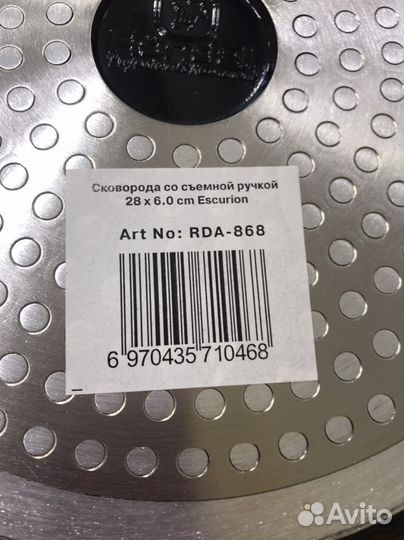 Сковорода со съемной ручкой
28 x 6.0 cm Escurion
Art No: RDA-868
6 970435 710468
Avito